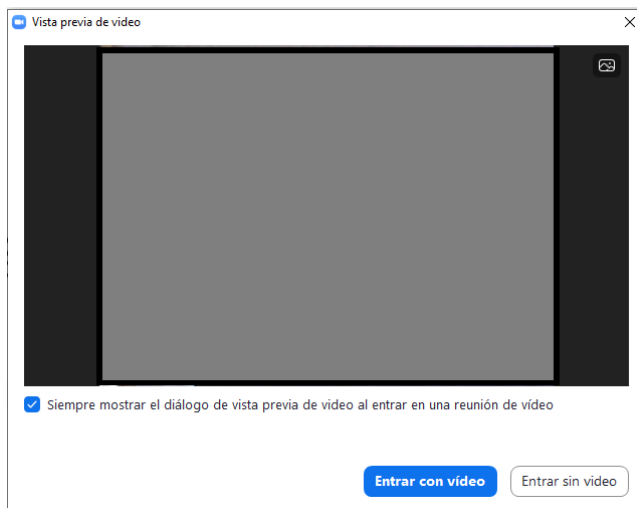 Vista previa de video
Siempre mostrar el diálogo de vista previa de video al entrar en una reunión de vídeo
Entrar con vídeo
Entrar sin video